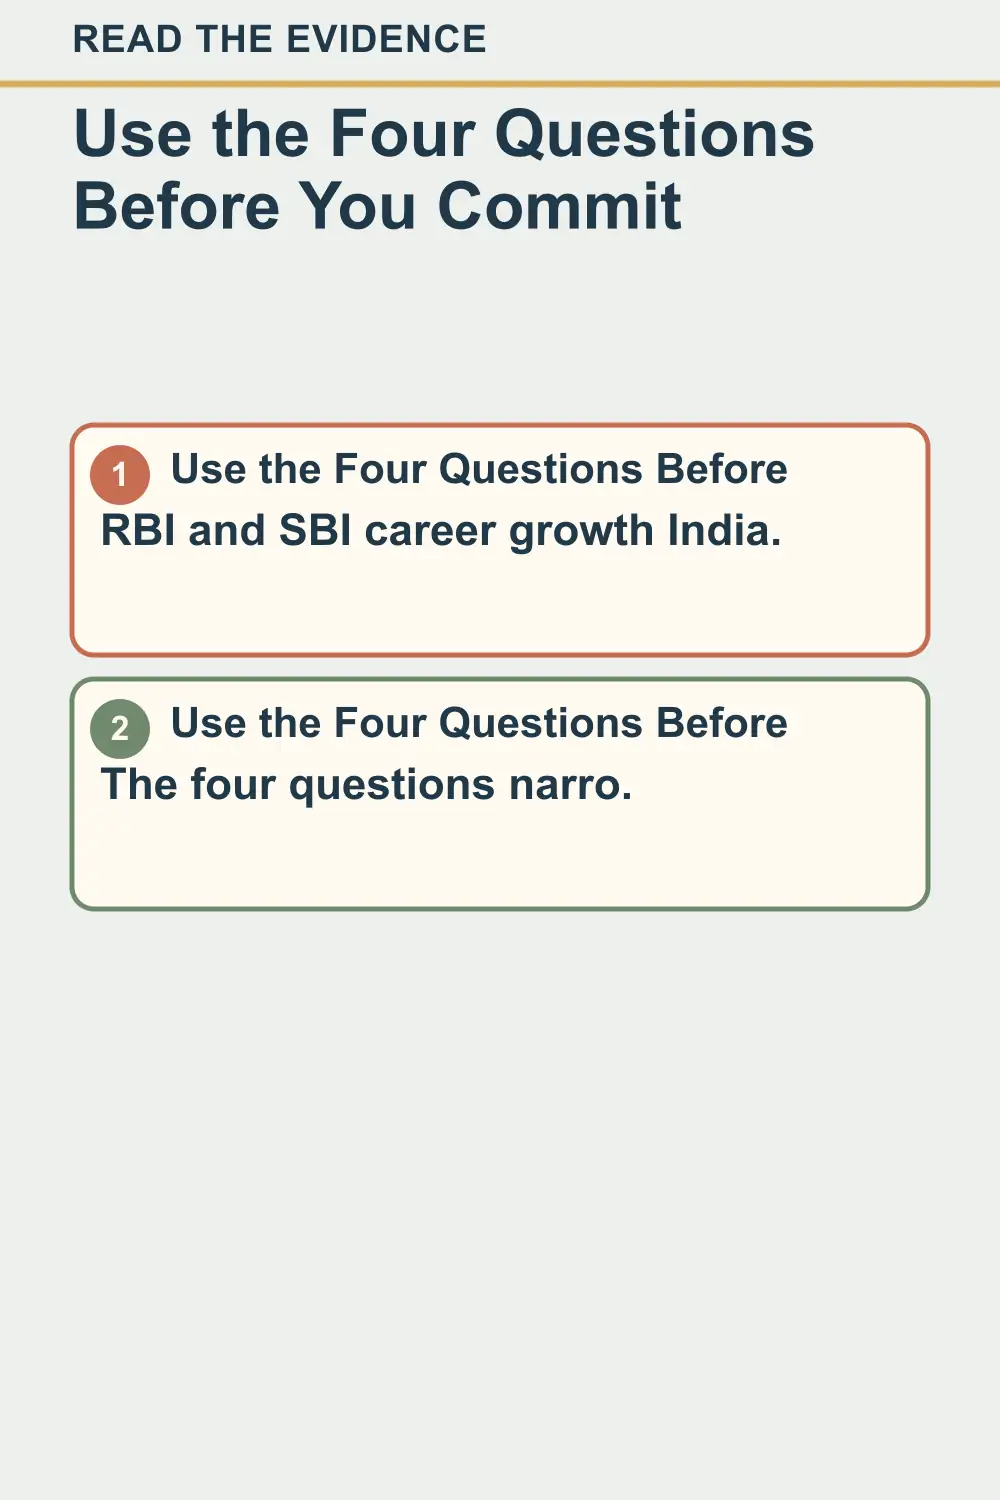 READ THE EVIDENCE
Use the Four Questions
Before You Commit
1 Use the Four Questions Before
RBI and SBI career growth India.
2 Use the Four Questions Before
The four questions narro.